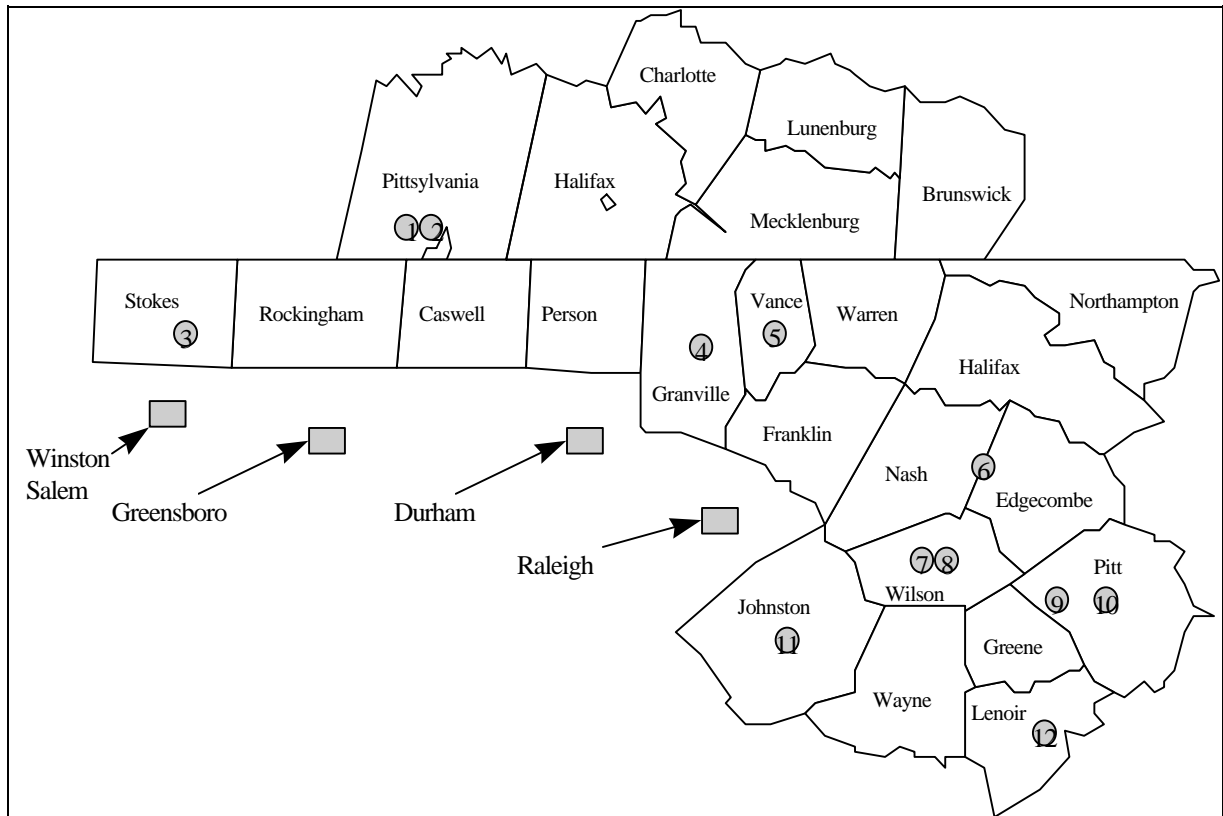 Charlotte
Lunenburg
Pittsylvania
Halifax
Brunswick
Mecklenburg
1 2
Stokes
Rockingham
Caswell
Person
Vance
Warren
Northampton
3
4
5
Halifax
Granville
Franklin
Winston
Salem
Greensboro
Durham
Nash
6
Edgecombe
Raleigh
7 8
Wilson
Pitt
9
10
Johnston
11
Greene
Wayne
Lenoir
12